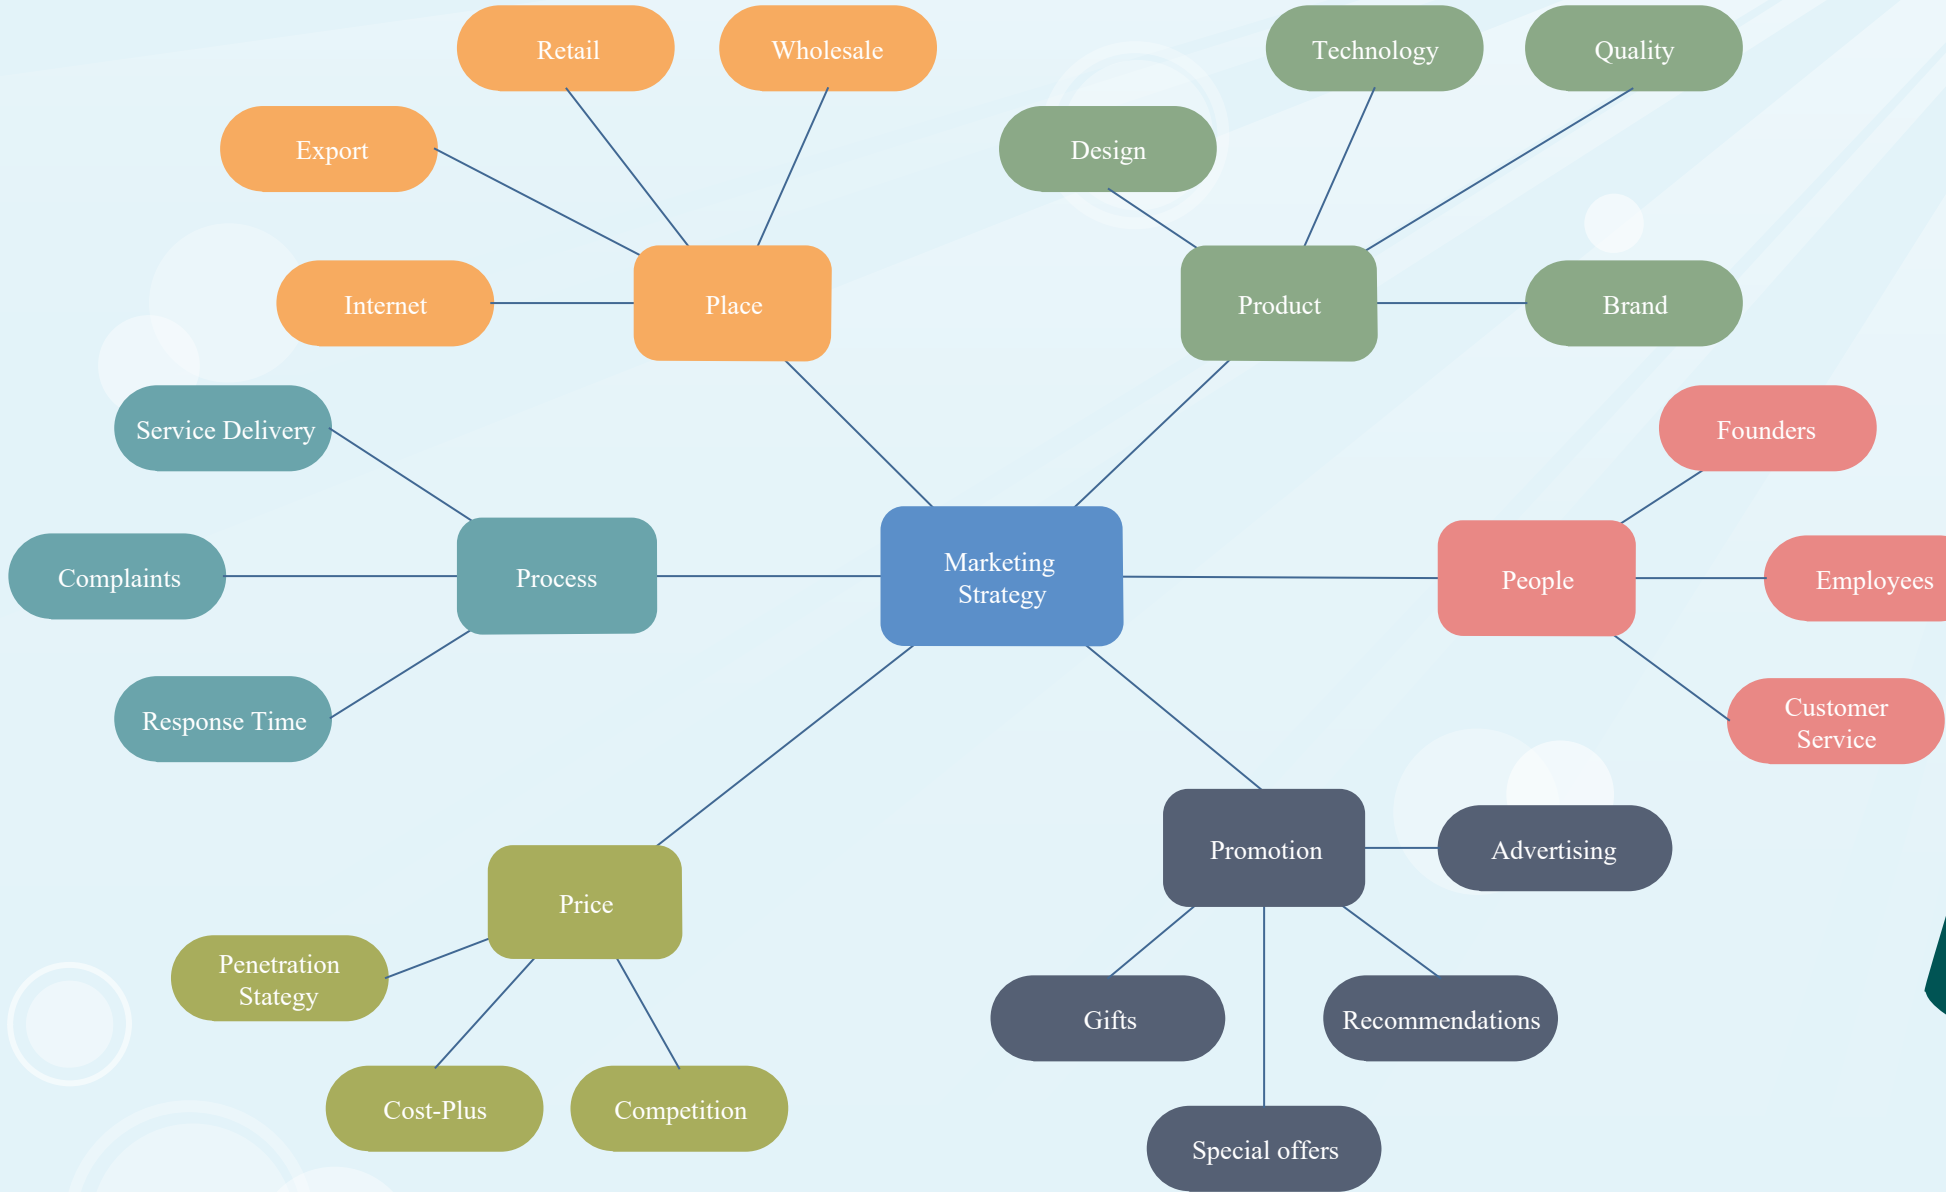 Retail
Wholesale
Technology
Quality
Export
Design
Internet
Place
Product
Brand
Service Delivery
Founders
Complaints
Process
Marketing
Strategy
People
Employees
Response Time
Customer
Service
Promotion
Advertising
Price
Penetration
Stategy
Gifts
Recommendations
Cost-Plus
Competition
Special offers